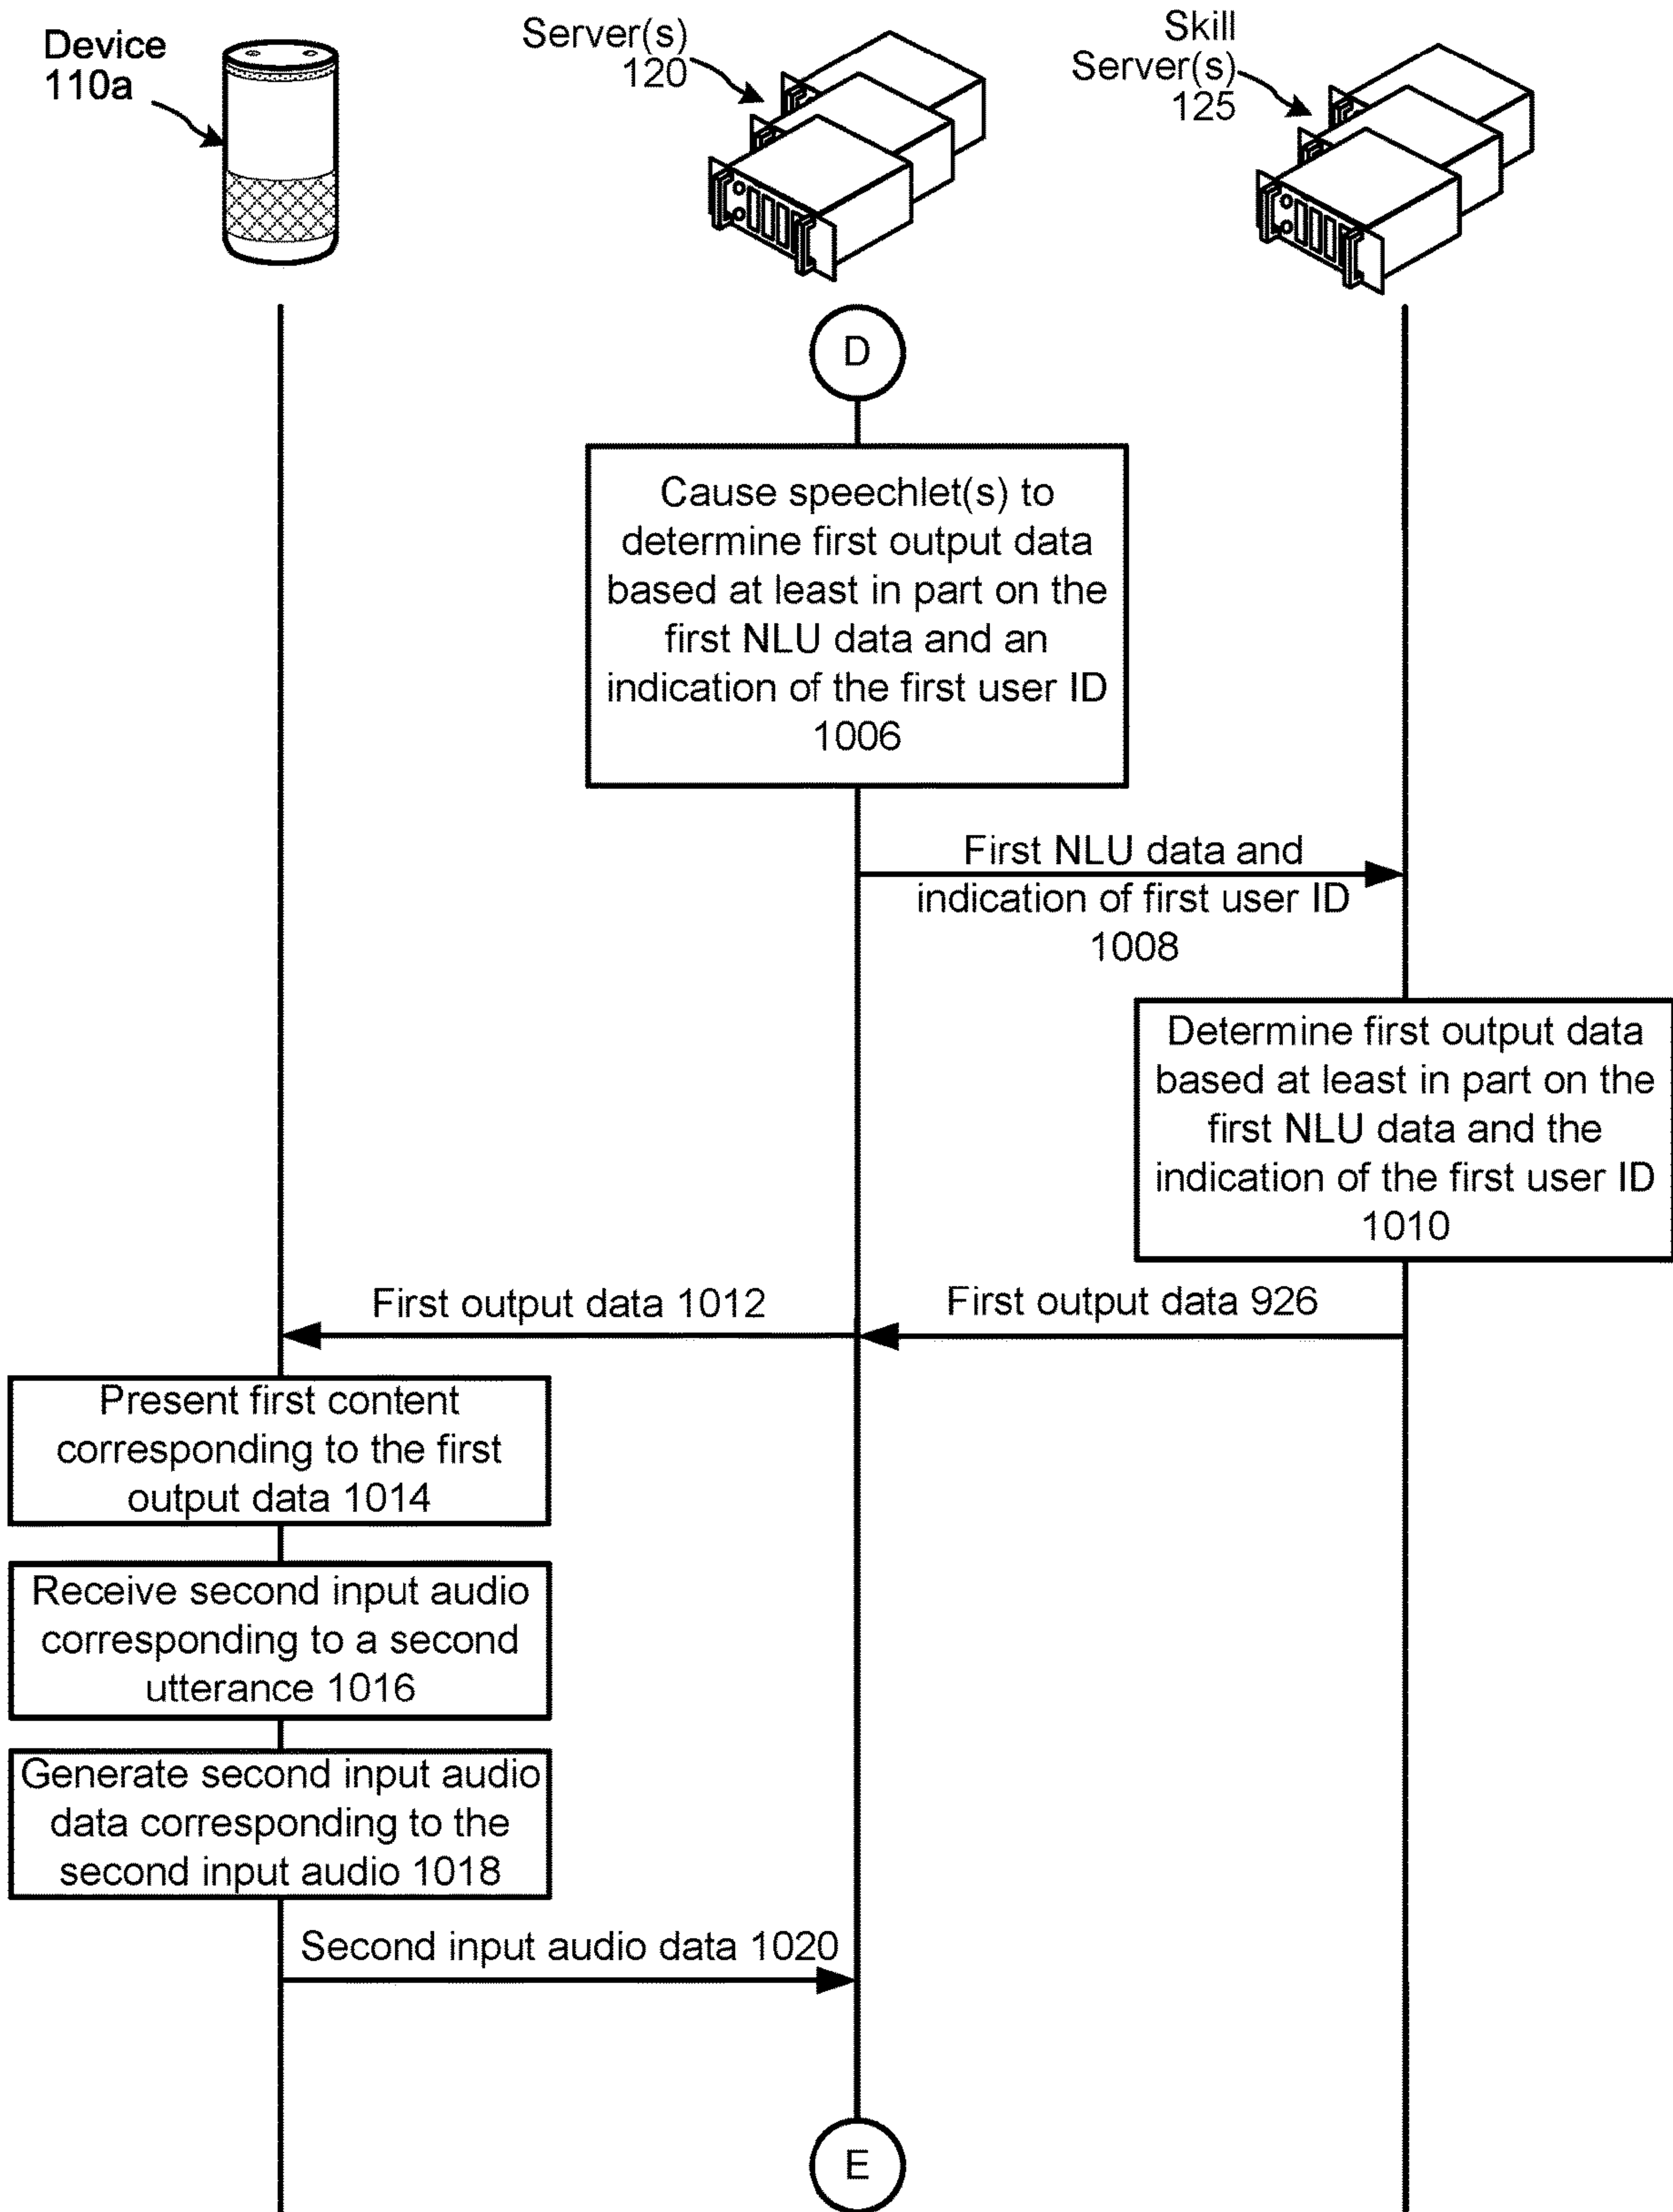 Device
110a
Server(s)
120
Skill
Server(s)
125
D
Cause speechlet(s) to
determine first output data
based at least in part on the
first NLU data and an
indication of the first user ID
1006
First NLU data and
indication of first user ID
1008
Determine first output data
based at least in part on the
first NLU data and the
indication of the first user ID
1010
First output data 1012
First output data 926
Present first content
corresponding to the first
output data 1014
Receive second input audio
corresponding to a second
utterance 1016
Generate second input audio
data corresponding to the
second input audio 1018
Second input audio data 1020
E